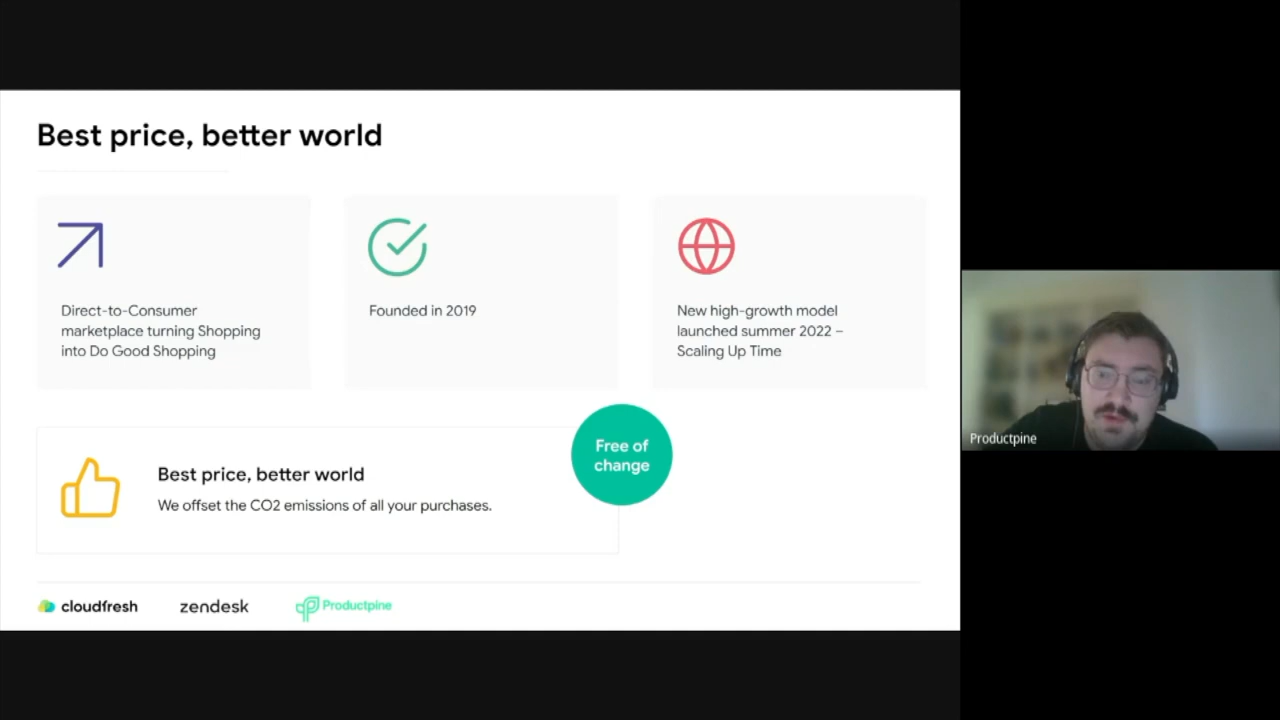 Best price, better world
Direct-to-Consumer
marketplace turning Shopping
into Do Good Shopping
Founded in 2019
New high-growth model
launched summer 2022 –
Scaling Up Time
Free of
change
Best price, better world
We offset the CO2 emissions of all your purchases.
cloudfresh
zendesk
Productpine
Productpine